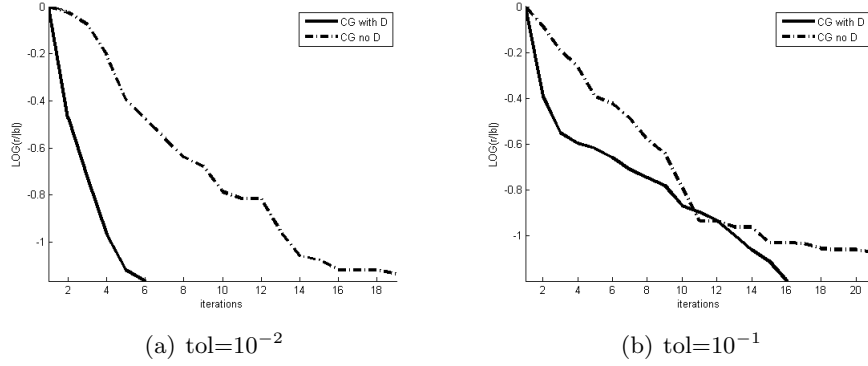 0
-0.2
-0.4
-0.6
-0.8
-1
LOG(r/|b|)
CG with D
CG no D
2 4 6 8 10 12 14 16 18
iterations
(a) tol=10⁻²
0
-0.2
-0.4
-0.6
-0.8
-1
LOG(r/|b|)
CG with D
CG no D
2 4 6 8 10 12 14 16 18 20
iterations
(b) tol=10⁻¹